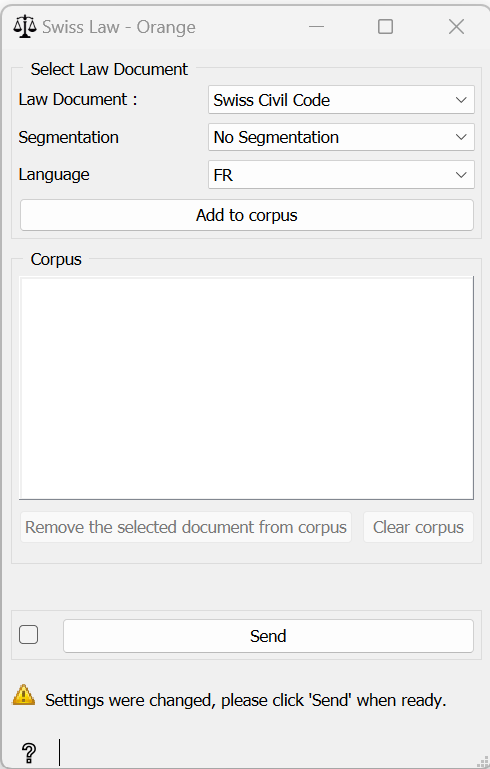 Swiss Law - Orange
Select Law Document
Law Document : Swiss Civil Code
Segmentation No Segmentation
Language FR
Add to corpus
Corpus
Remove the selected document from corpus Clear corpus
Send
Settings were changed, please click 'Send' when ready.
?